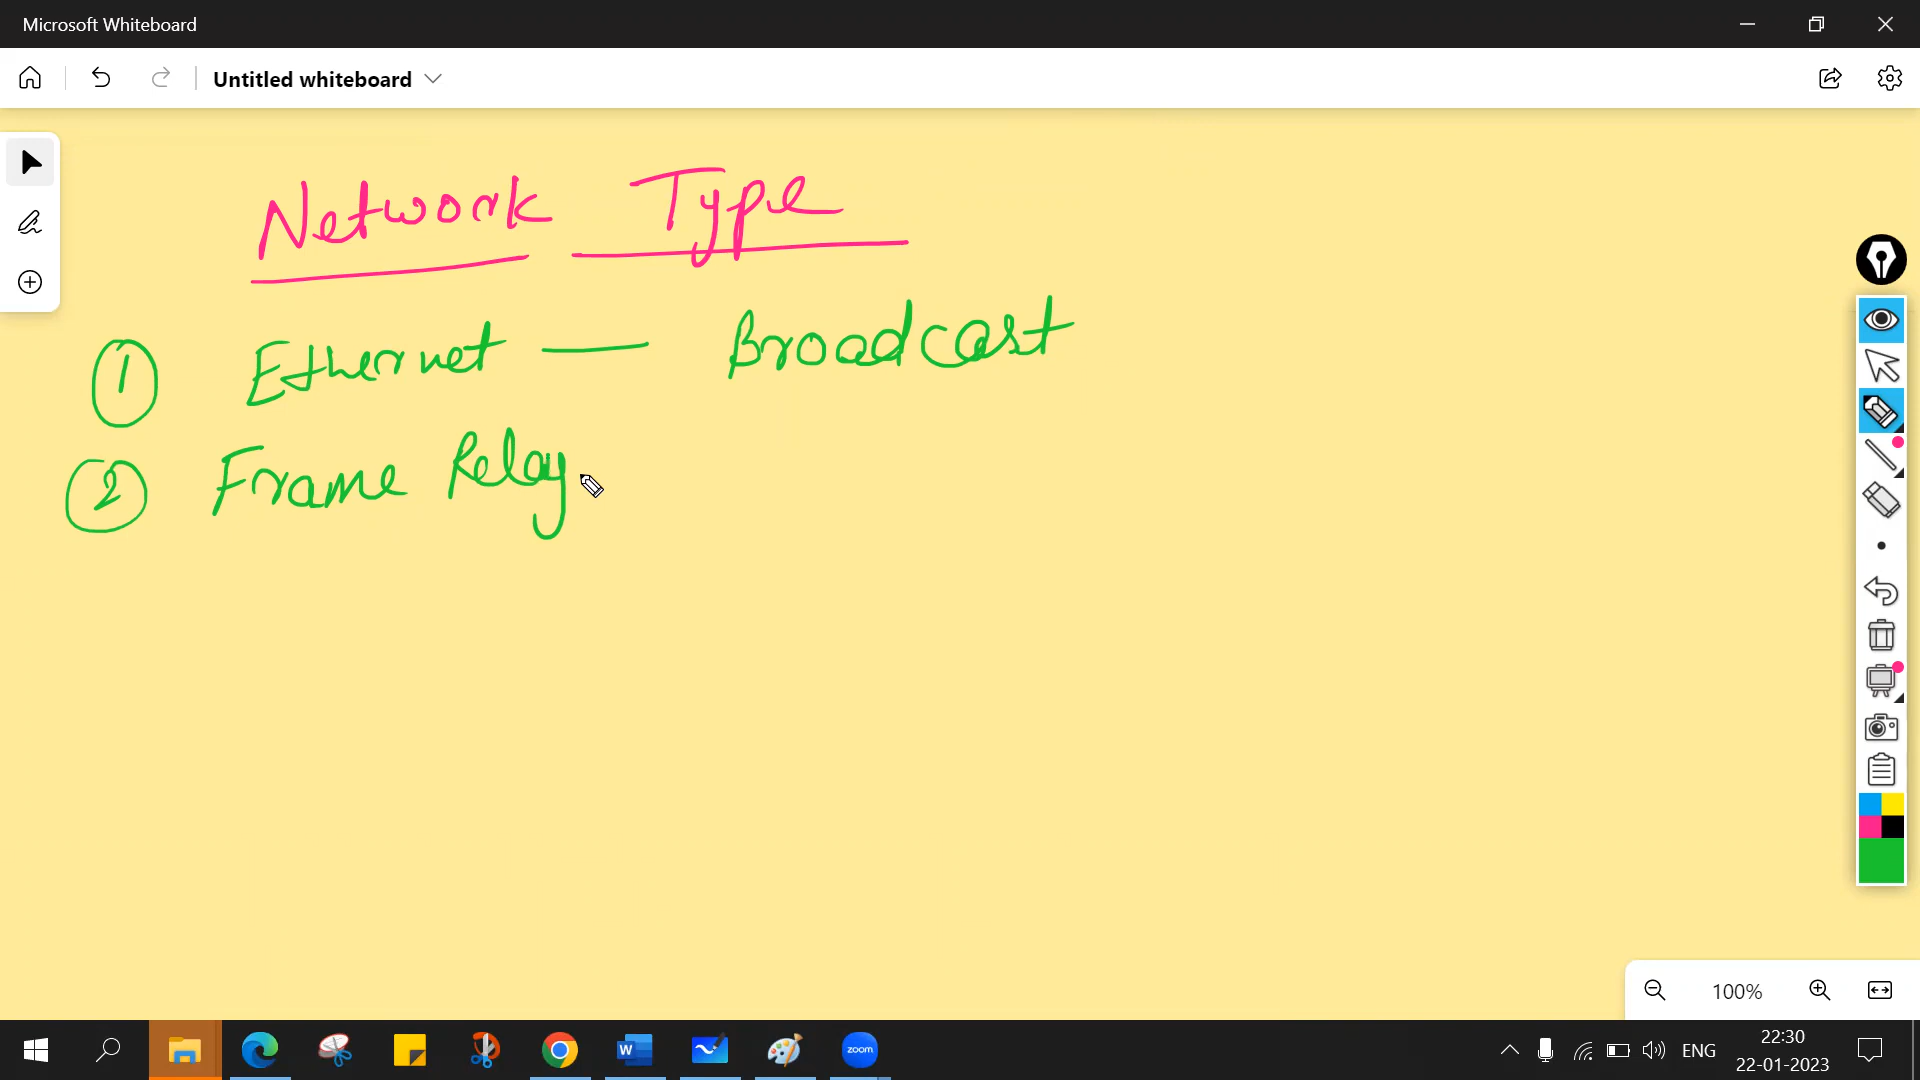 Microsoft Whiteboard
Untitled whiteboard
Network Type
1 Ethernet — Broadcast
2 Frame Relay
100%
zoom
ENG
22:30
22-01-2023